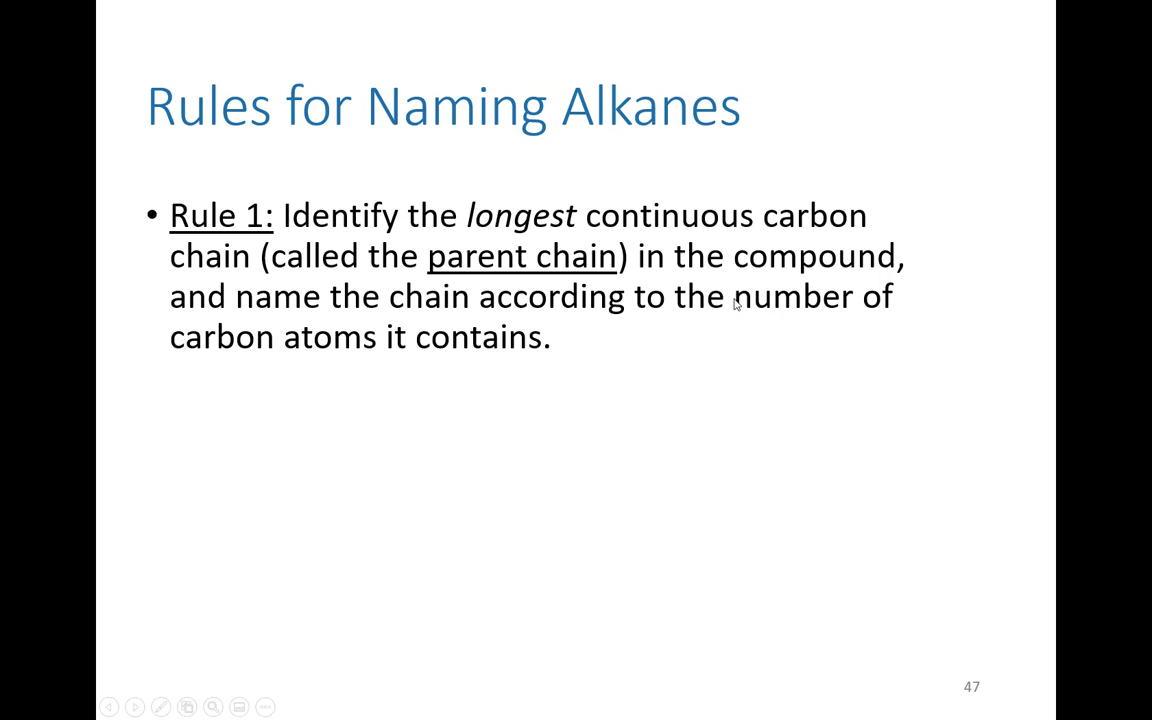 Rules for Naming Alkanes
• Rule 1: Identify the longest continuous carbon
chain (called the parent chain) in the compound,
and name the chain according to the number of
carbon atoms it contains.
47